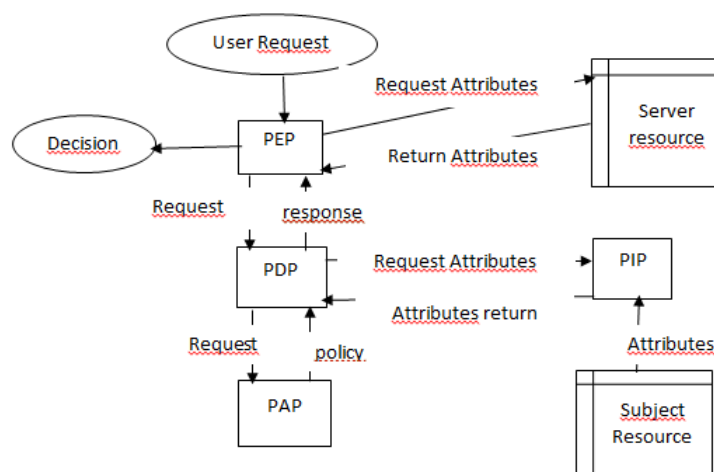 User Request
Request Attributes
Server
resource
Decision
PEP
Return Attributes
Request
response
PDP
Request Attributes
PIP
Attributes return
Request
policy
Attributes
PAP
Subject
Resource